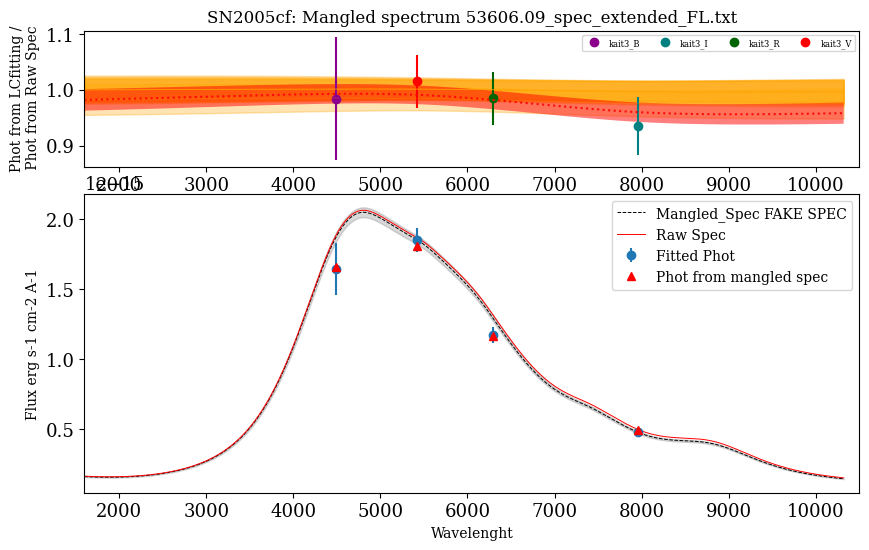 SN2005cf: Mangled spectrum 53606.09_spec_extended_FL.txt
Phot from LCfitting /
Phot from Raw Spec
1.1
1.0
0.9
kait3_B kait3_I kait3_R kait3_V
2000 3000 4000 5000 6000 7000 8000 9000 10000
1e−15
Flux erg s-1 cm-2 A-1
2.0
1.5
1.0
0.5
Mangled_Spec FAKE SPEC
Raw Spec
Fitted Phot
Phot from mangled spec
2000 3000 4000 5000 6000 7000 8000 9000 10000
Wavelenght